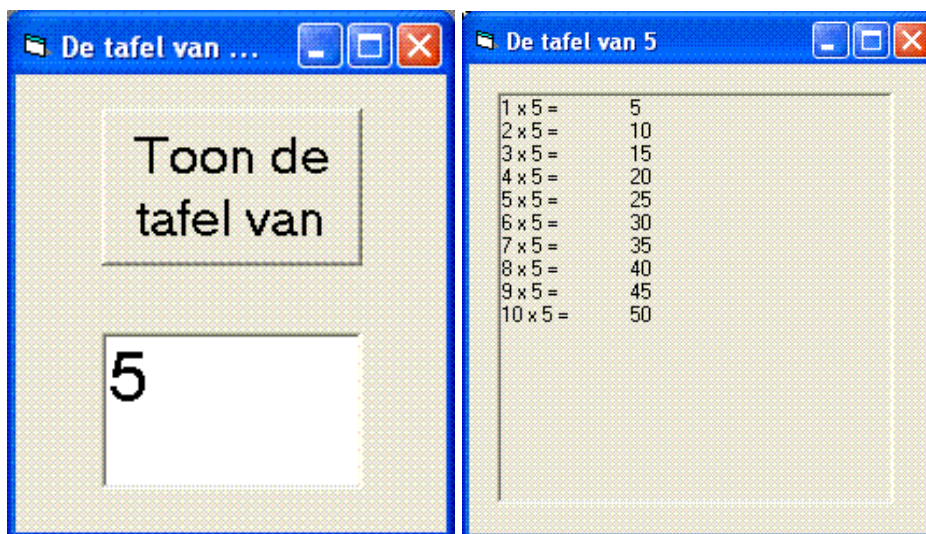 De tafel van ...
Toon de
tafel van
5
De tafel van 5
1 x 5 = 5
2 x 5 = 10
3 x 5 = 15
4 x 5 = 20
5 x 5 = 25
6 x 5 = 30
7 x 5 = 35
8 x 5 = 40
9 x 5 = 45
10 x 5 = 50